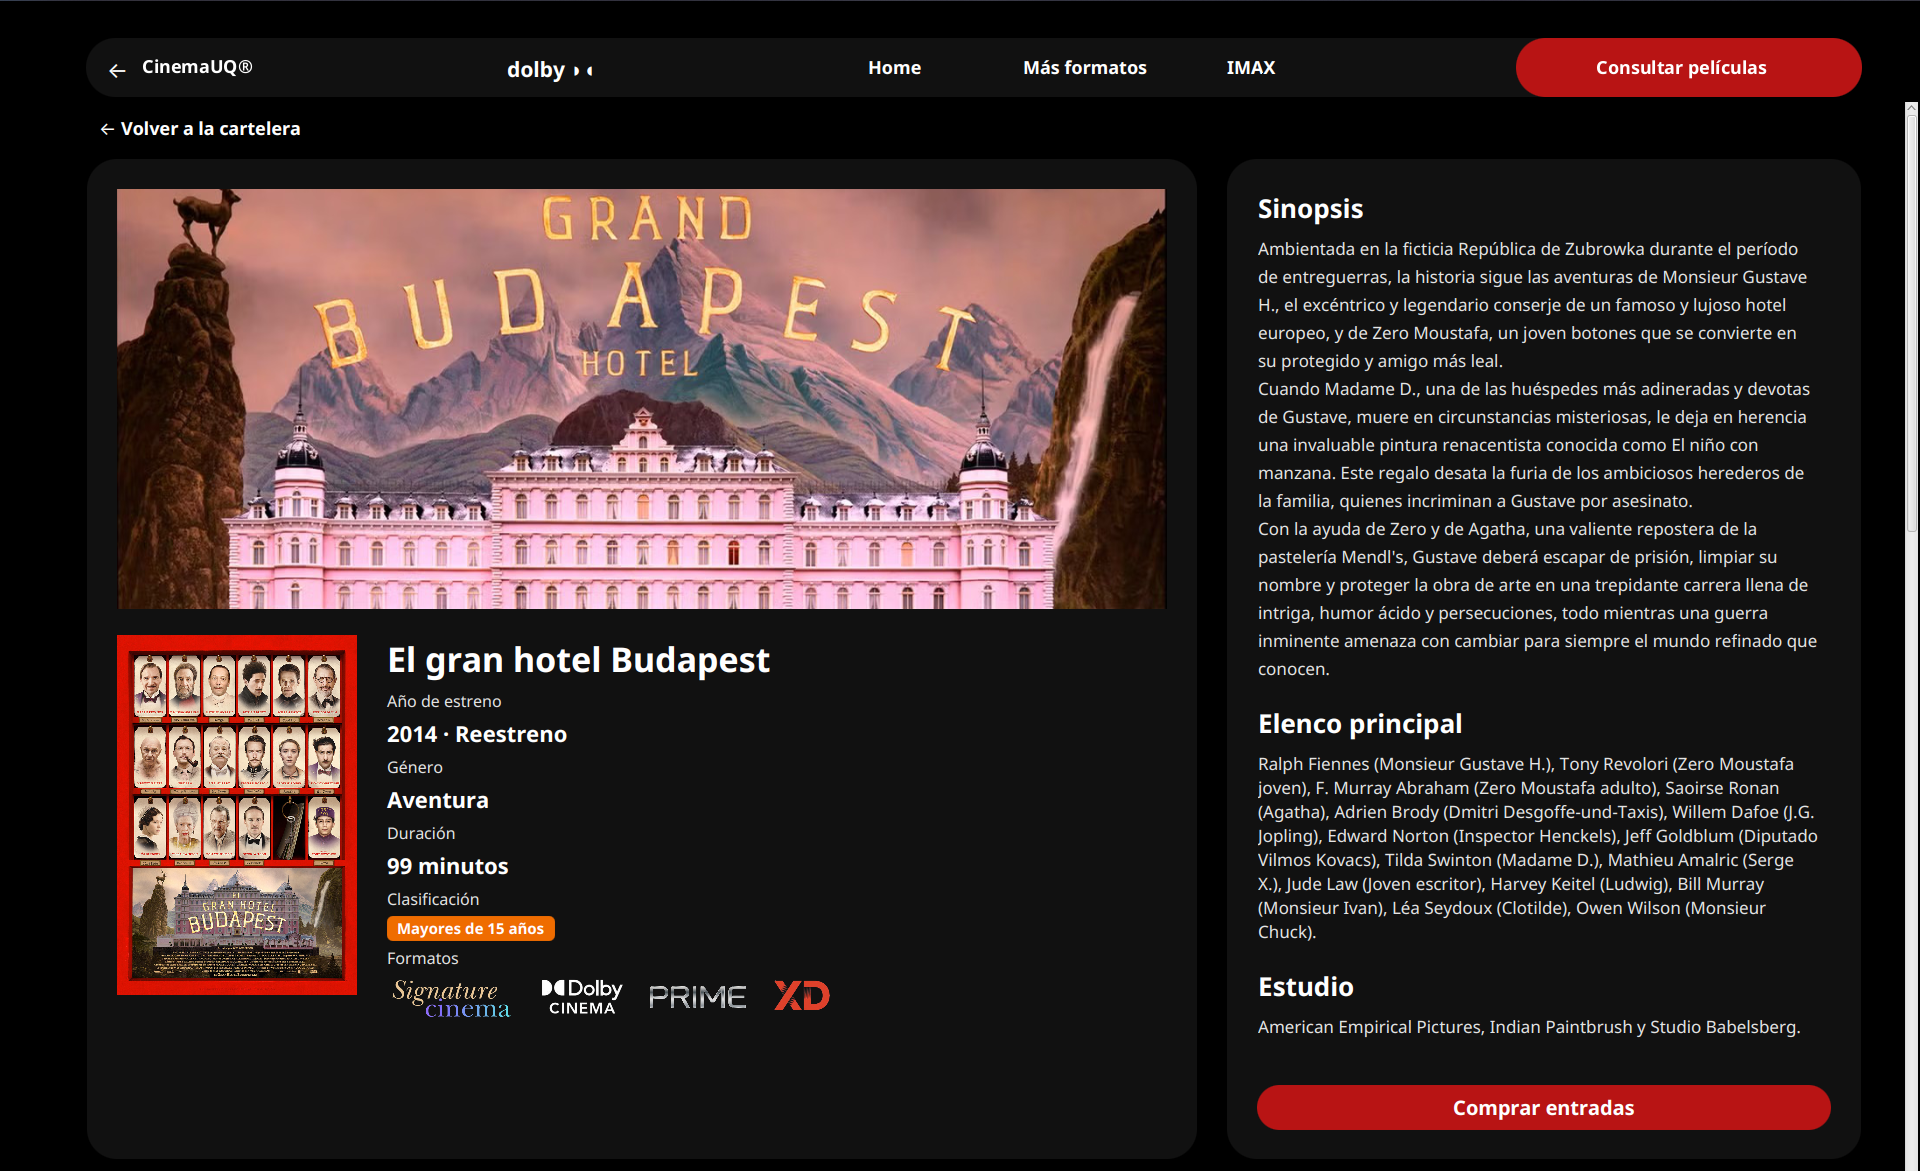 CinemaUQ®
dolby
Home
Más formatos
IMAX
Consultar películas
← Volver a la cartelera
GRAND
BUDAPEST
HOTEL
El gran hotel Budapest
Año de estreno
2014 · Reestreno
Género
Aventura
Duración
99 minutos
Clasificación
Mayores de 15 años
Formatos
Signature
cinema
Dolby
CINEMA
PRIME
XD
GRAN HOTEL
BUDAPEST
Sinopsis
Ambientada en la ficticia República de Zubrowka durante el período
de entreguerras, la historia sigue las aventuras de Monsieur Gustave
H., el excéntrico y legendario conserje de un famoso y lujoso hotel
europeo, y de Zero Moustafa, un joven botones que se convierte en
su protegido y amigo más leal.
Cuando Madame D., una de las huéspedes más adineradas y devotas
de Gustave, muere en circunstancias misteriosas, le deja en herencia
una invaluable pintura renacentista conocida como El niño con
manzana. Este regalo desata la furia de los ambiciosos herederos de
la familia, quienes incriminan a Gustave por asesinato.
Con la ayuda de Zero y de Agatha, una valiente repostera de la
pastelería Mendl's, Gustave deberá escapar de prisión, limpiar su
nombre y proteger la obra de arte en una trepidante carrera llena de
intriga, humor ácido y persecuciones, todo mientras una guerra
inminente amenaza con cambiar para siempre el mundo refinado que
conocen.
Elenco principal
Ralph Fiennes (Monsieur Gustave H.), Tony Revolori (Zero Moustafa
joven), F. Murray Abraham (Zero Moustafa adulto), Saoirse Ronan
(Agatha), Adrien Brody (Dmitri Desgoffe-und-Taxis), Willem Dafoe (J.G.
Jopling), Edward Norton (Inspector Henckels), Jeff Goldblum (Diputado
Vilmos Kovacs), Tilda Swinton (Madame D.), Mathieu Amalric (Serge
X.), Jude Law (Joven escritor), Harvey Keitel (Ludwig), Bill Murray
(Monsieur Ivan), Léa Seydoux (Clotilde), Owen Wilson (Monsieur
Chuck).
Estudio
American Empirical Pictures, Indian Paintbrush y Studio Babelsberg.
Comprar entradas